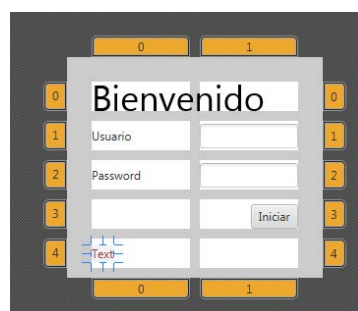 0 1
0 Bienvenido 0
1 Usuario 1
2 Password 2
3 Iniciar 3
4 Text 4
0 1